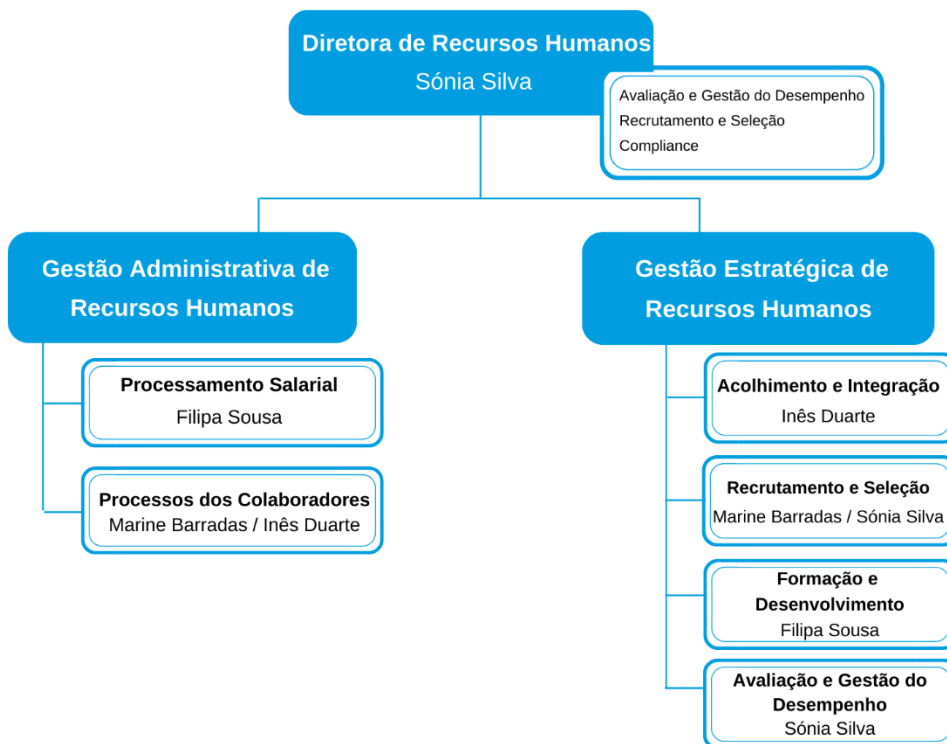 Diretora de Recursos Humanos
Sónia Silva
Avaliação e Gestão do Desempenho
Recrutamento e Seleção
Compliance
Gestão Administrativa de
Recursos Humanos
Processamento Salarial
Filipa Sousa
Processos dos Colaboradores
Marine Barradas / Inês Duarte
Gestão Estratégica de
Recursos Humanos
Acolhimento e Integração
Inês Duarte
Recrutamento e Seleção
Marine Barradas / Sónia Silva
Formação e
Desenvolvimento
Filipa Sousa
Avaliação e Gestão do
Desempenho
Sónia Silva